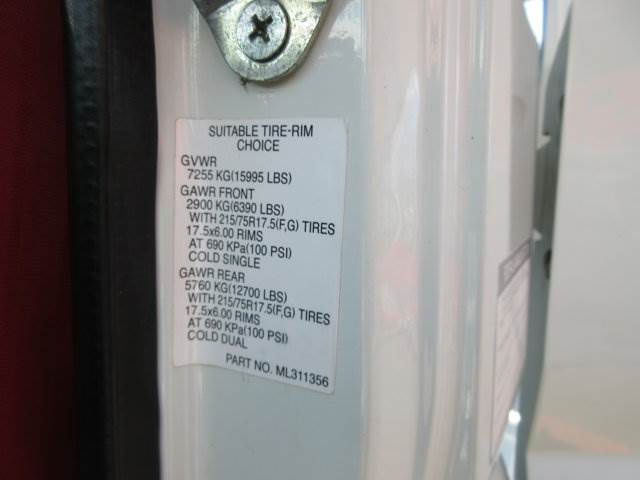 SUITABLE TIRE-RIM
CHOICE
GVWR
7255 KG(15995 LBS)
GAWR FRONT
2900 KG(6390 LBS)
WITH 215/75R17.5(F,G) TIRES
17.5x6.00 RIMS
AT 690 KPa(100 PSI)
COLD SINGLE
GAWR REAR
5760 KG(12700 LBS)
WITH 215/75R17.5(F,G) TIRES
17.5x6.00 RIMS
AT 690 KPa(100 PSI)
COLD DUAL
PART NO. ML311356